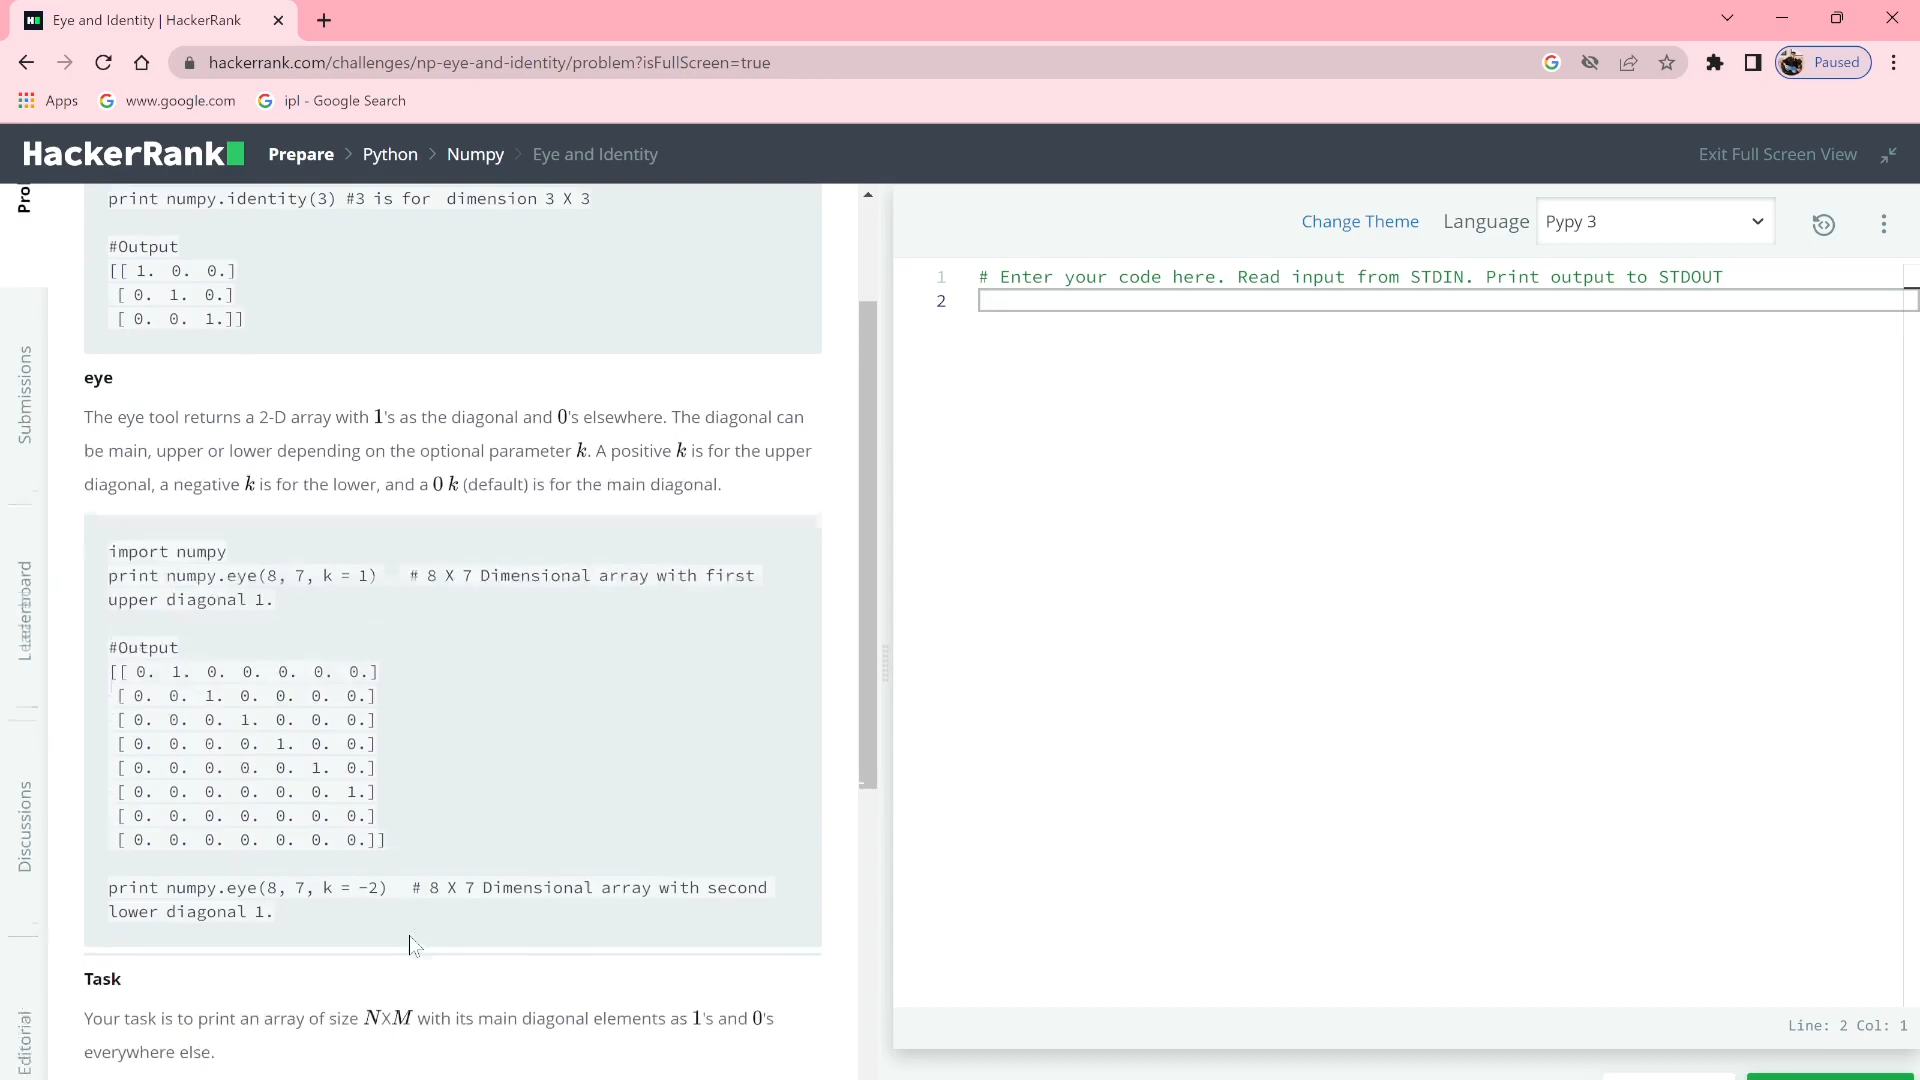 Eye and Identity | HackerRank
hackerrank.com/challenges/np-eye-and-identity/problem?isFullScreen=true
Paused
Apps
www.google.com
ipl - Google Search
HackerRank
Prepare > Python > Numpy > Eye and Identity
Exit Full Screen View
Submissions
Leaderboard
Discussions
Editorial
print numpy.identity(3) #3 is for  dimension 3 X 3
#Output
[[ 1.  0.  0.]
 [ 0.  1.  0.]
 [ 0.  0.  1.]]
eye
The eye tool returns a 2-D array with 1's as the diagonal and 0's elsewhere. The diagonal can
be main, upper or lower depending on the optional parameter k. A positive k is for the upper
diagonal, a negative k is for the lower, and a 0 k (default) is for the main diagonal.
import numpy
print numpy.eye(8, 7, k = 1)   # 8 X 7 Dimensional array with first
upper diagonal 1.
#Output
[[ 0.  1.  0.  0.  0.  0.  0.]
 [ 0.  0.  1.  0.  0.  0.  0.]
 [ 0.  0.  0.  1.  0.  0.  0.]
 [ 0.  0.  0.  0.  1.  0.  0.]
 [ 0.  0.  0.  0.  0.  1.  0.]
 [ 0.  0.  0.  0.  0.  0.  1.]
 [ 0.  0.  0.  0.  0.  0.  0.]
 [ 0.  0.  0.  0.  0.  0.  0.]]
print numpy.eye(8, 7, k = -2)   # 8 X 7 Dimensional array with second
lower diagonal 1.
Task
Your task is to print an array of size NXM with its main diagonal elements as 1's and 0's
everywhere else.
Change Theme
Language
Pypy 3
1 # Enter your code here. Read input from STDIN. Print output to STDOUT
2
Line: 2 Col: 1